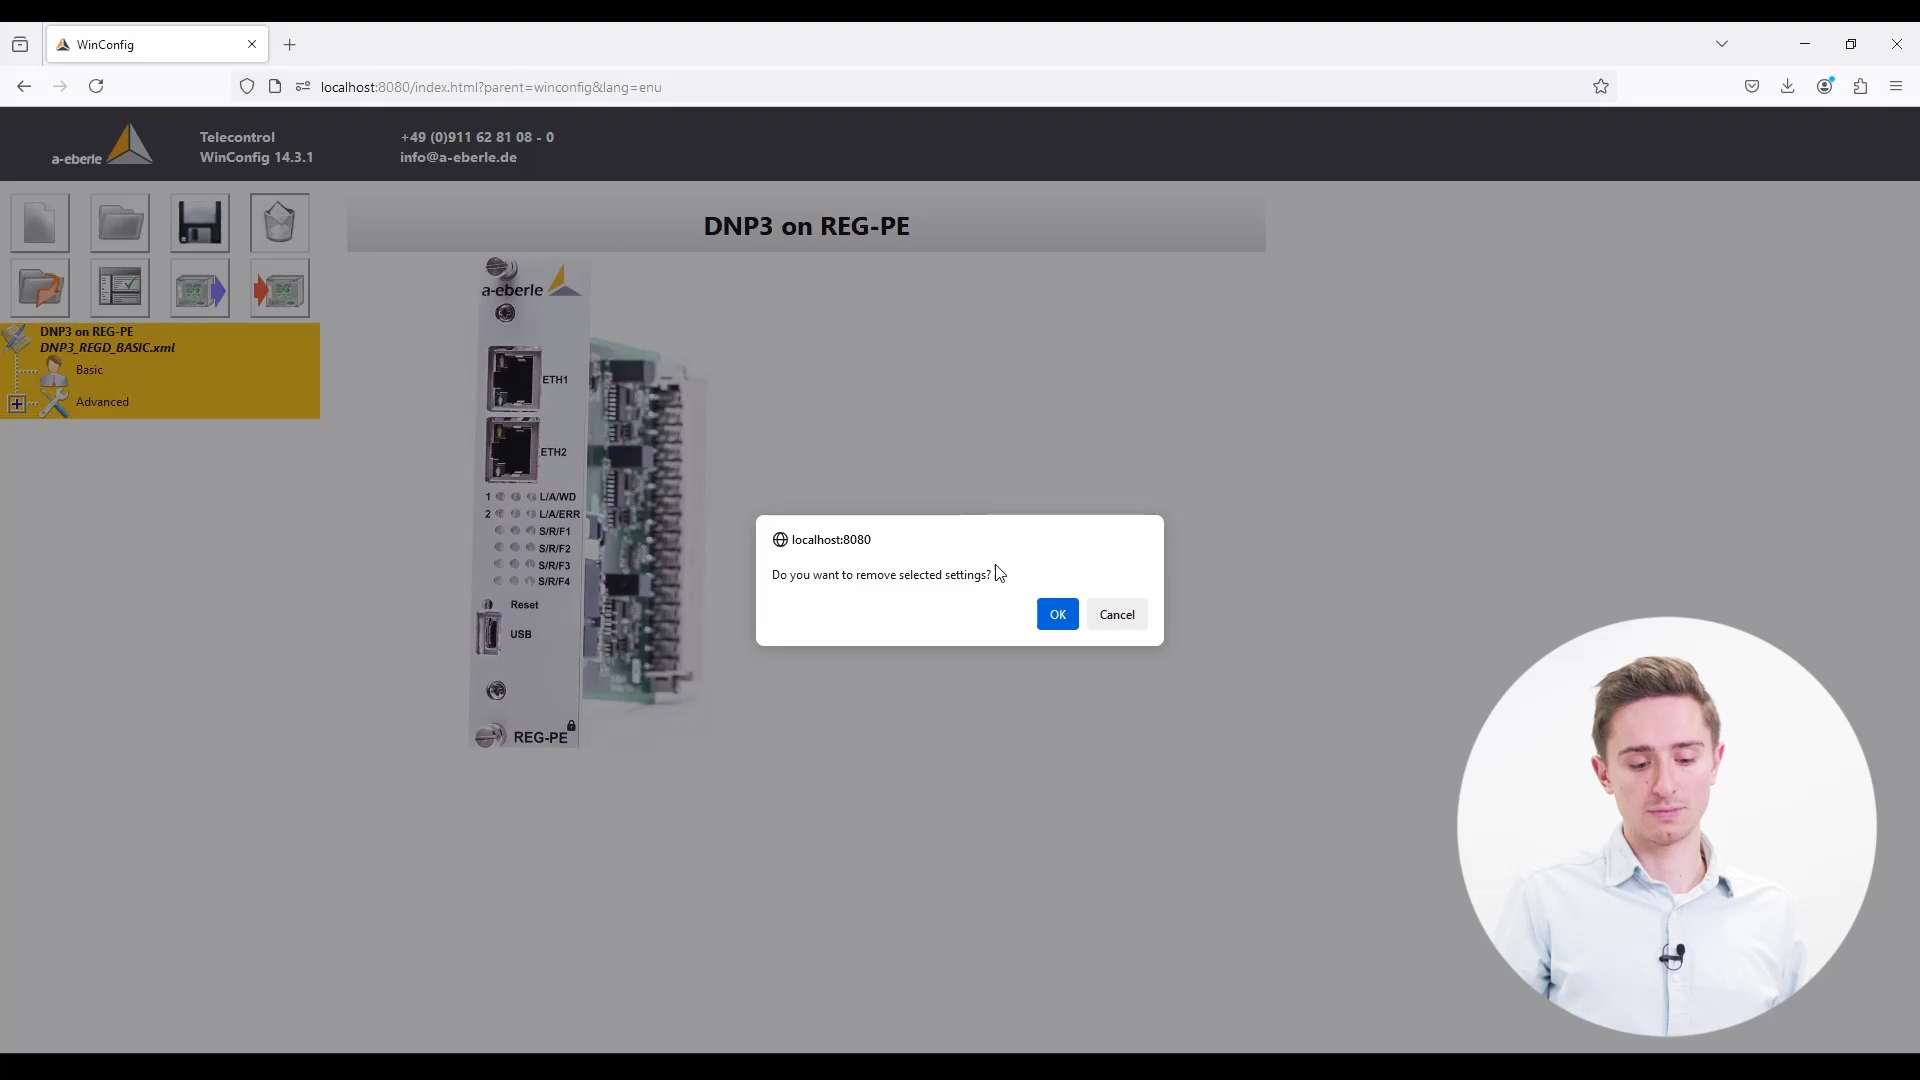 WinConfig
localhost:8080/index.html?parent=winconfig&lang=enu
a-eberle
Telecontrol
WinConfig 14.3.1
+49 (0)911 62 81 08 - 0
info@a-eberle.de
DNP3 on REG-PE
DNP3 on REG-PE
DNP3_REGD_BASIC.xml
Basic
Advanced
a-eberle
ETH1
ETH2
1 L/A/WD
2 L/A/ERR
S/R/F1
S/R/F2
S/R/F3
S/R/F4
Reset
USB
REG-PE
localhost:8080
Do you want to remove selected settings?
OK
Cancel